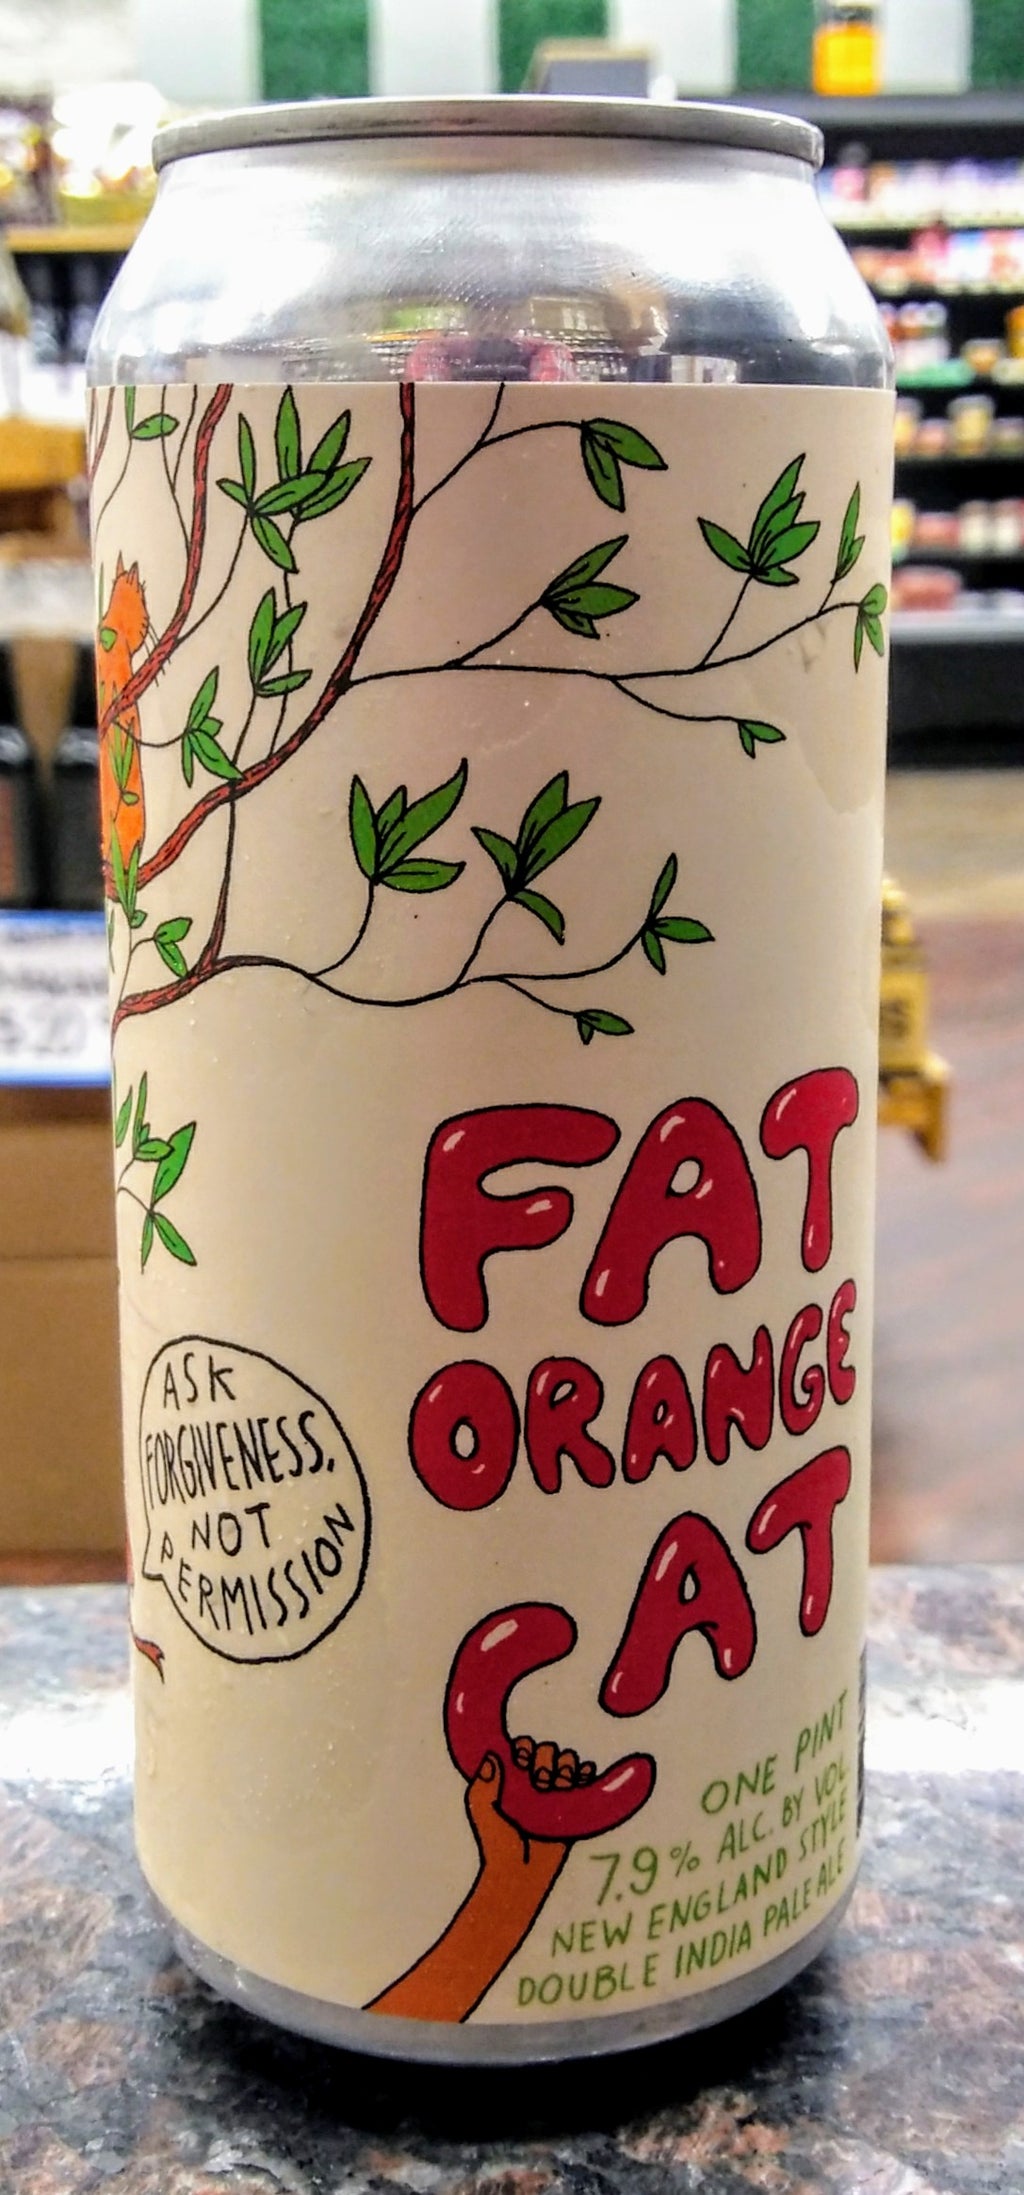 FAT
ORANGE
CAT
ASK
FORGIVENESS,
NOT
PERMISSION
ONE PINT
7.9% ALC. BY VOL
NEW ENGLAND STYLE
DOUBLE INDIA PALE ALE